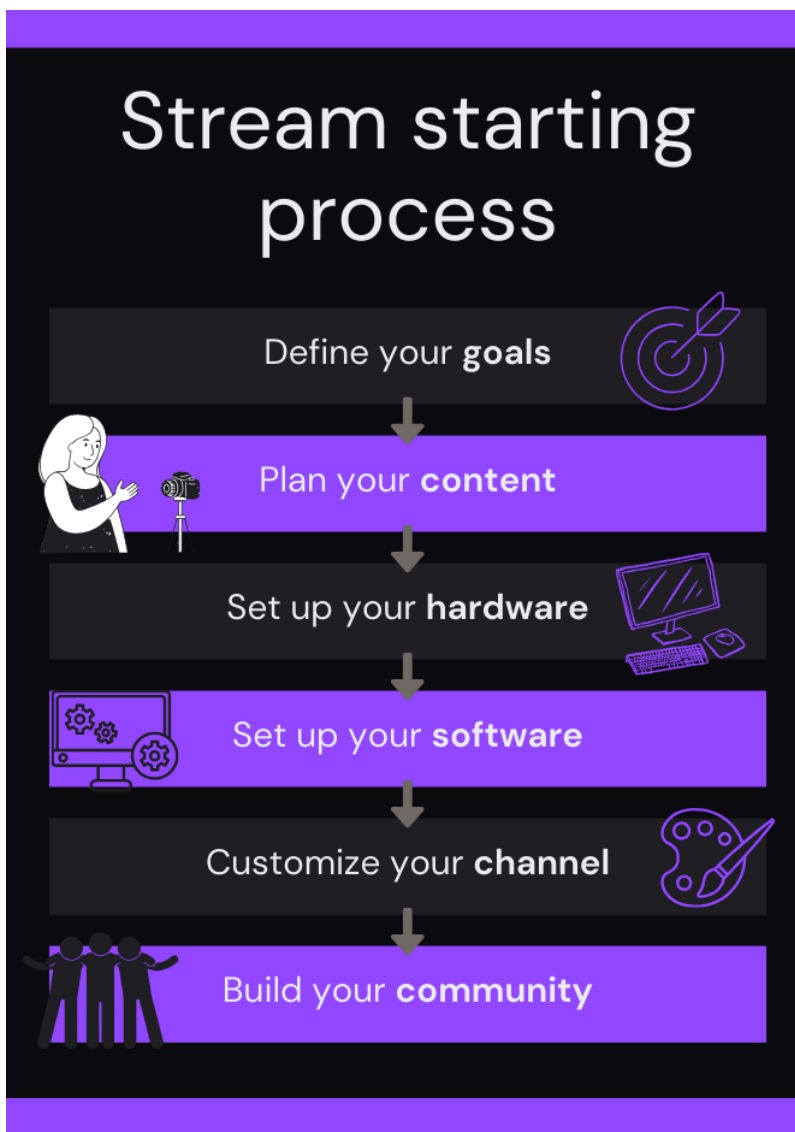 Stream starting
process
Define your goals
Plan your content
Set up your hardware
Set up your software
Customize your channel
Build your community